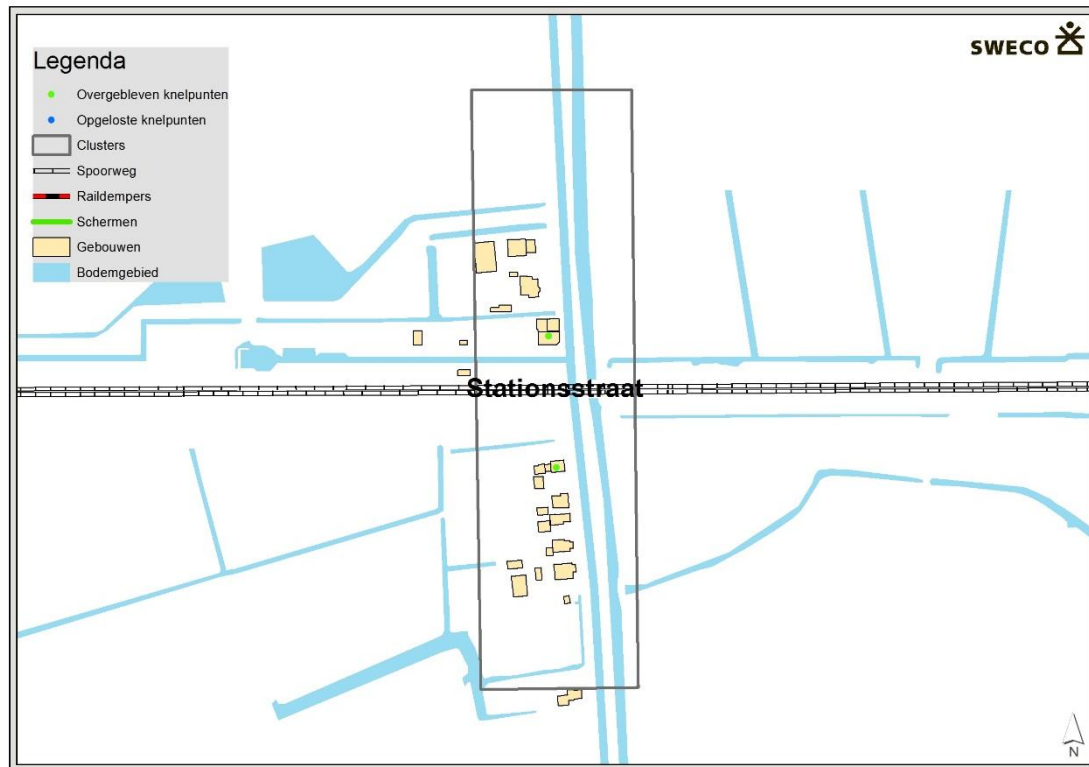 SWECO
Legenda
Overgebleven knelpunten
Opgeloste knelpunten
Clusters
Spoorweg
Raildempers
Schermen
Gebouwen
Bodemgebied
Stationsstraat
N